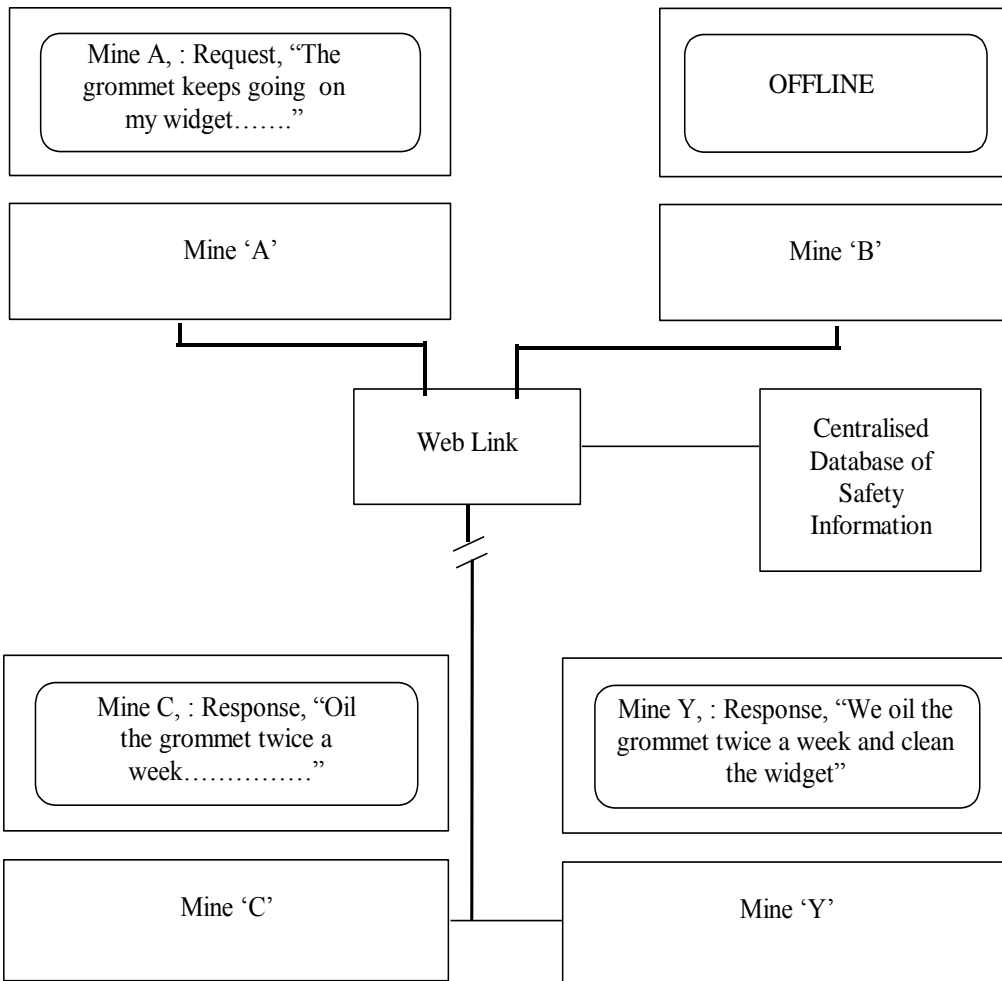 Mine A, : Request, “The
grommet keeps going on
my widget…….”
OFFLINE
Mine ‘A’
Mine ‘B’
Web Link
Centralised
Database of
Safety
Information
Mine C, : Response, “Oil
the grommet twice a
week……………”
Mine Y, : Response, “We oil the
grommet twice a week and clean
the widget”
Mine ‘C’
Mine ‘Y’